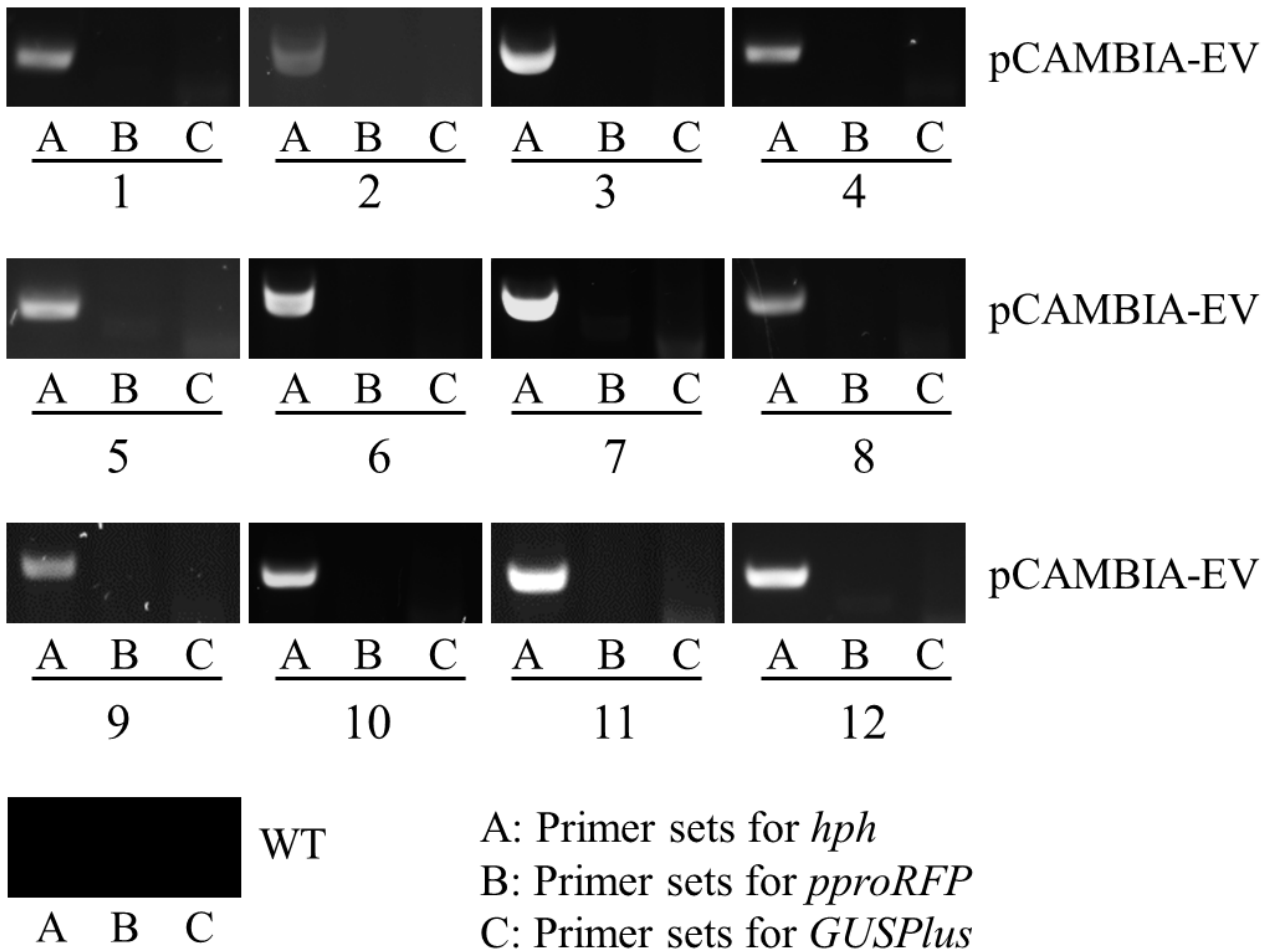 pCAMBIA-EV
A B C A B C A B C A B C
1 2 3 4
pCAMBIA-EV
A B C A B C A B C A B C
5 6 7 8
pCAMBIA-EV
A B C A B C A B C A B C
9 10 11 12
WT
A B C
A: Primer sets for hph
B: Primer sets for pproRFP
C: Primer sets for GUSPlus